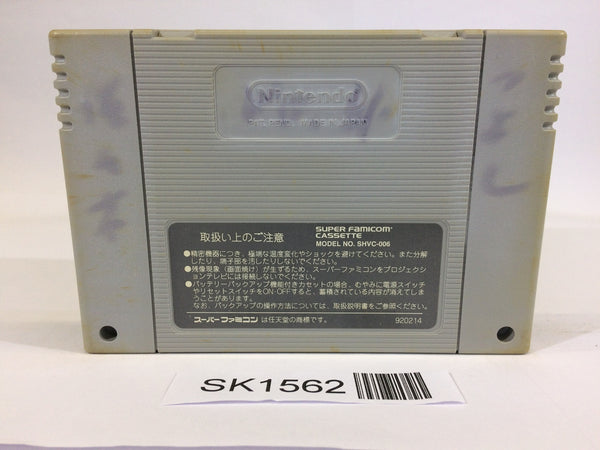 Nintendo
PAT. PEND. MADE IN JAPAN
取扱い上のご注意
SUPER FAMICOM
CASSETTE
MODEL NO. SHVC-006
●精密機器につき、極端な温度変化やショックを避けてください。また分解
したり、端子部を汚したりしないでください。
●残像現象（画面焼け）が生ずるため、スーパーファミコンをプロジェクシ
ョンテレビには接続しないでください。
●バッテリーバックアップ機能付きカセットの場合、むやみに電源スイッチ
やリセットスイッチをON-OFFすると、蓄積されている内容が消えてしま
うことがあります。
なお、バックアップの操作方法については、取扱説明書をご参照ください。
スーパーファミコン は任天堂の商標です。
920214
SK1562